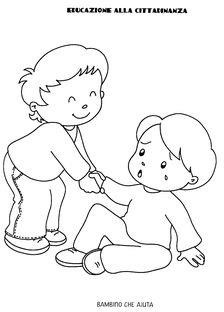 EDUCAZIONE ALLA CITTADINANZA
BAMBINO CHE AIUTA